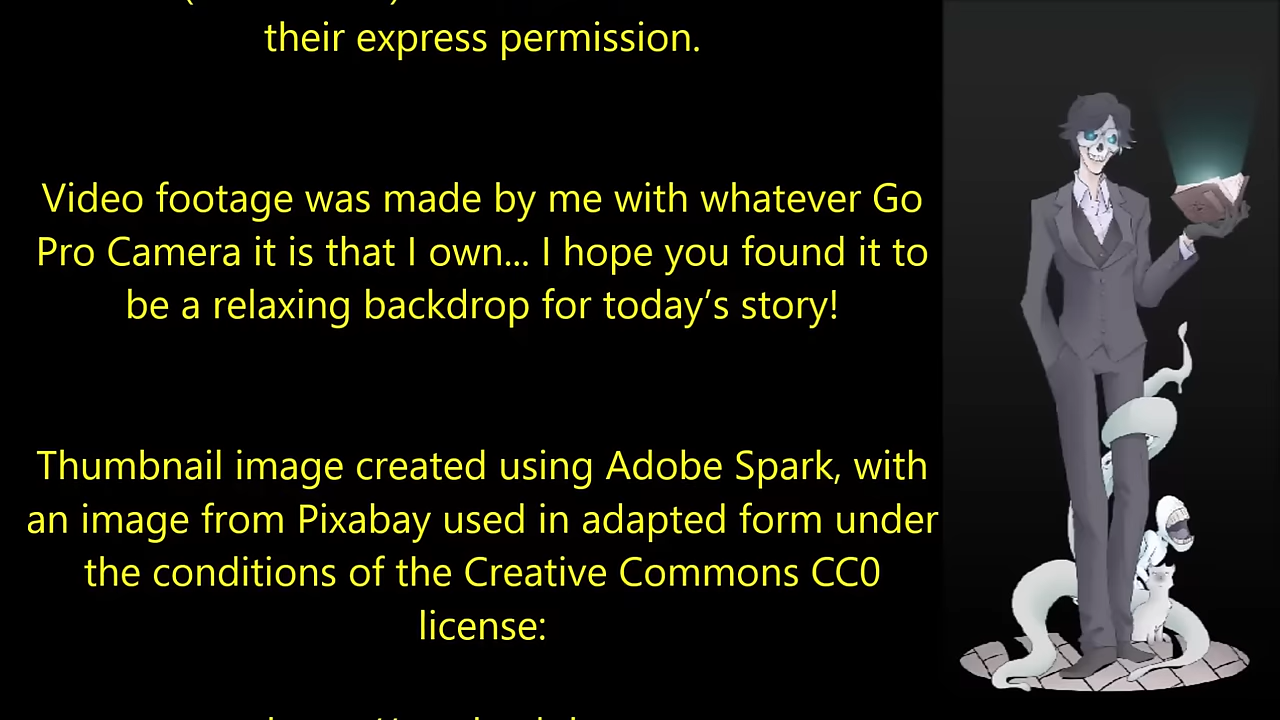 their express permission.
Video footage was made by me with whatever Go
Pro Camera it is that I own... I hope you found it to
be a relaxing backdrop for today’s story!
Thumbnail image created using Adobe Spark, with
an image from Pixabay used in adapted form under
the conditions of the Creative Commons CC0
license: